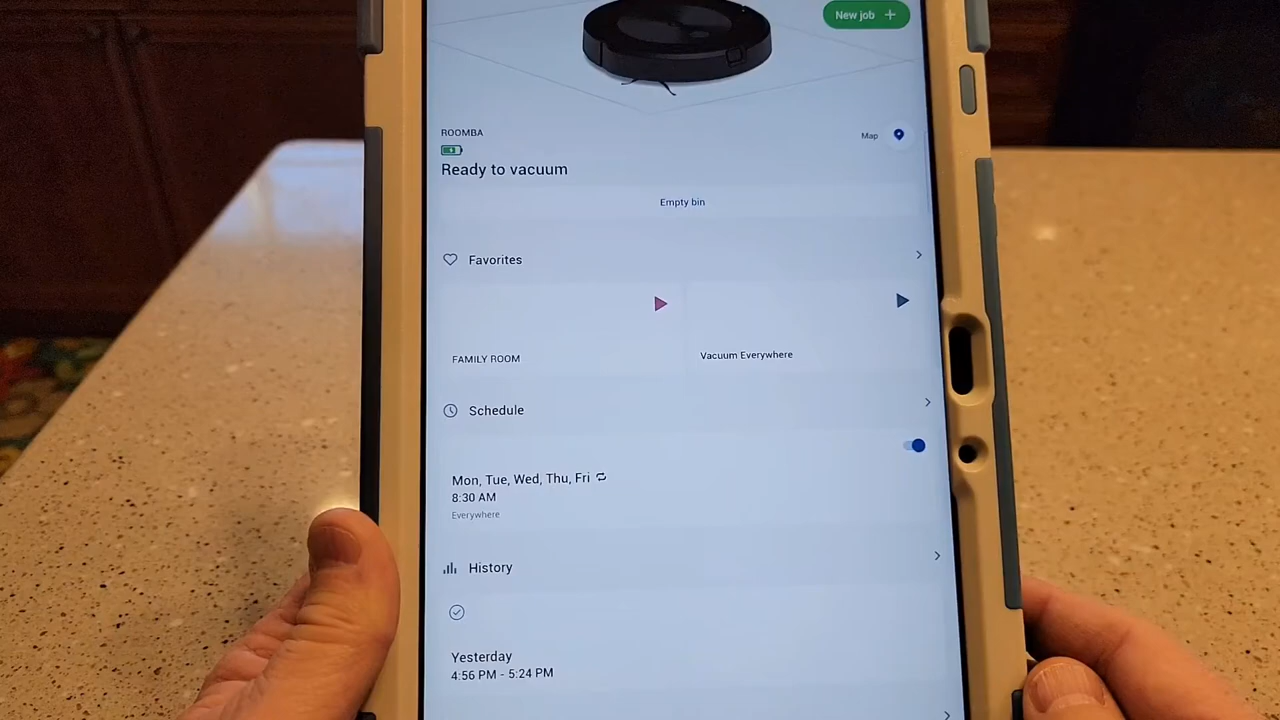 New job +
ROOMBA
Map
Ready to vacuum
Empty bin
Favorites
FAMILY ROOM
Vacuum Everywhere
Schedule
Mon, Tue, Wed, Thu, Fri
8:30 AM
Everywhere
History
Yesterday
4:56 PM - 5:24 PM